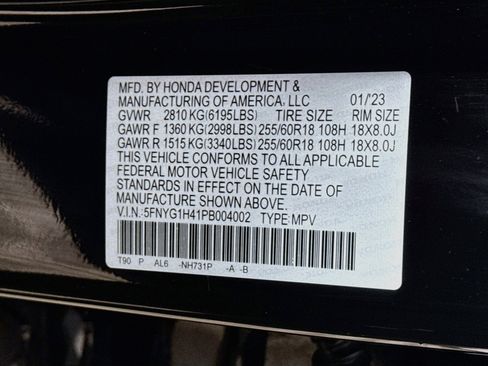 MFD. BY HONDA DEVELOPMENT &
MANUFACTURING OF AMERICA, LLC 01/'23
GVWR 2810 KG(6195LBS) TIRE SIZE RIM SIZE
GAWR F 1360 KG(2998LBS) 255/60R18 108H 18X8.0J
GAWR R 1515 KG(3340LBS) 255/60R18 108H 18X8.0J
THIS VEHICLE CONFORMS TO ALL APPLICABLE
FEDERAL MOTOR VEHICLE SAFETY
STANDARDS IN EFFECT ON THE DATE OF
MANUFACTURE SHOWN ABOVE.
V.I.N.:5FNYG1H41PB004002 TYPE:MPV
T90 P AL6 -NH731P -A -B